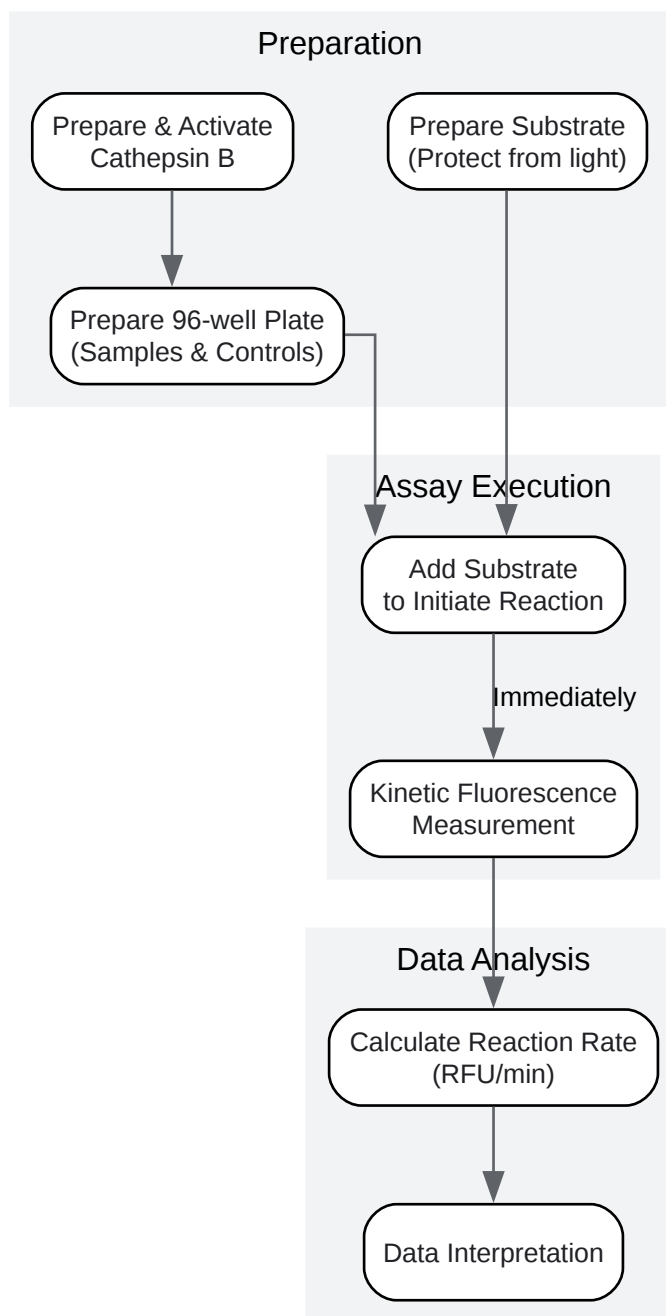 Preparation
Prepare & Activate
Cathepsin B
Prepare Substrate
(Protect from light)
Prepare 96-well Plate
(Samples & Controls)
Assay Execution
Add Substrate
to Initiate Reaction
Immediately
Kinetic Fluorescence
Measurement
Data Analysis
Calculate Reaction Rate
(RFU/min)
Data Interpretation